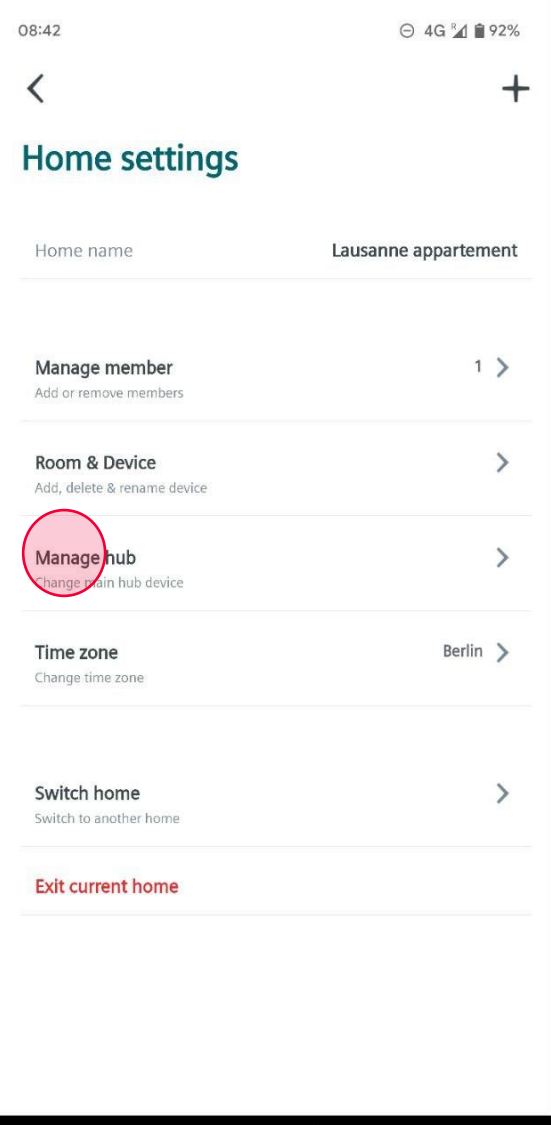 08:42
4G R 92%
Home settings
Home name Lausanne appartement
Manage member 1
Add or remove members
Room & Device
Add, delete & rename device
Manage hub
Change main hub device
Time zone Berlin
Change time zone
Switch home
Switch to another home
Exit current home